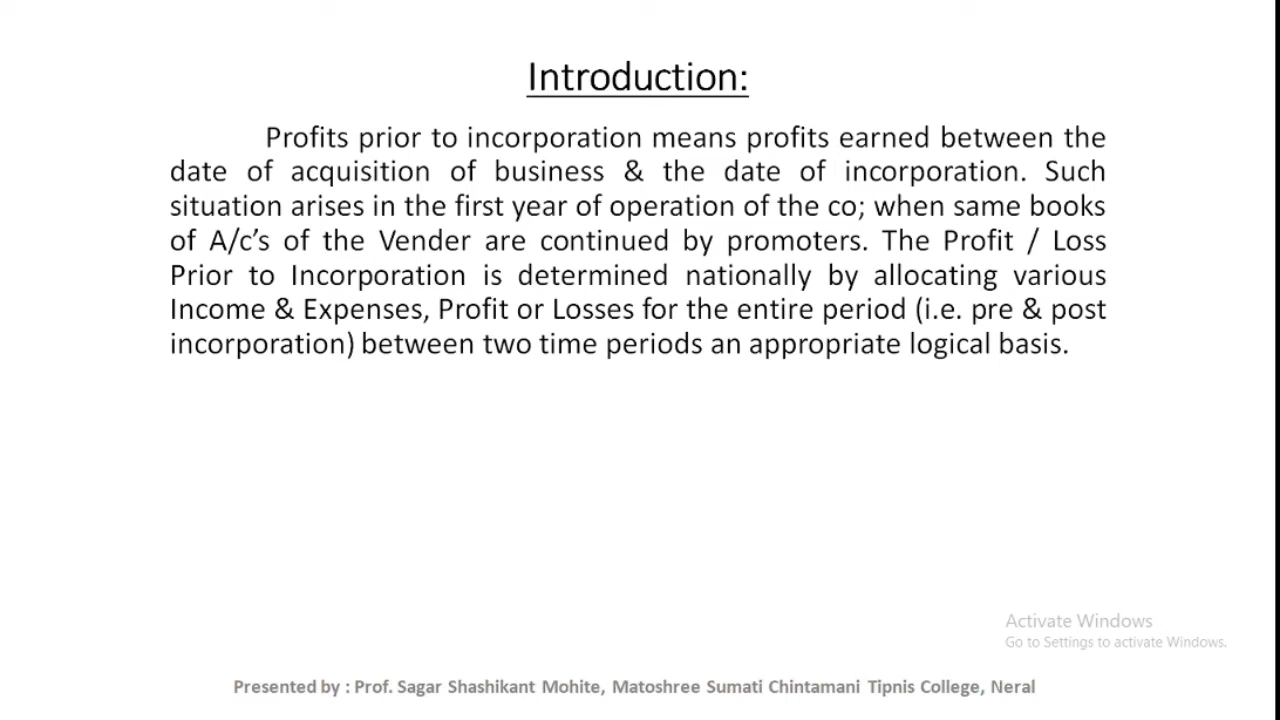 Introduction:
Profits prior to incorporation means profits earned between the
date of acquisition of business & the date of incorporation. Such
situation arises in the first year of operation of the co; when same books
of A/c’s of the Vender are continued by promoters. The Profit / Loss
Prior to Incorporation is determined nationally by allocating various
Income & Expenses, Profit or Losses for the entire period (i.e. pre & post
incorporation) between two time periods an appropriate logical basis.
Activate Windows
Go to Settings to activate Windows.
Presented by : Prof. Sagar Shashikant Mohite, Matoshree Sumati Chintamani Tipnis College, Neral